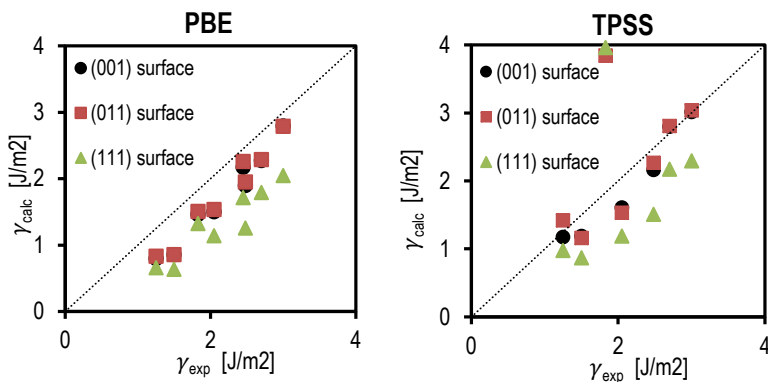 PBE
4
3
2
1
0
0
2
4
(001) surface
(011) surface
(111) surface
γcalc [J/m2]
γexp [J/m2]
TPSS
4
3
2
1
0
0
2
4
(001) surface
(011) surface
(111) surface
γcalc [J/m2]
γexp [J/m2]